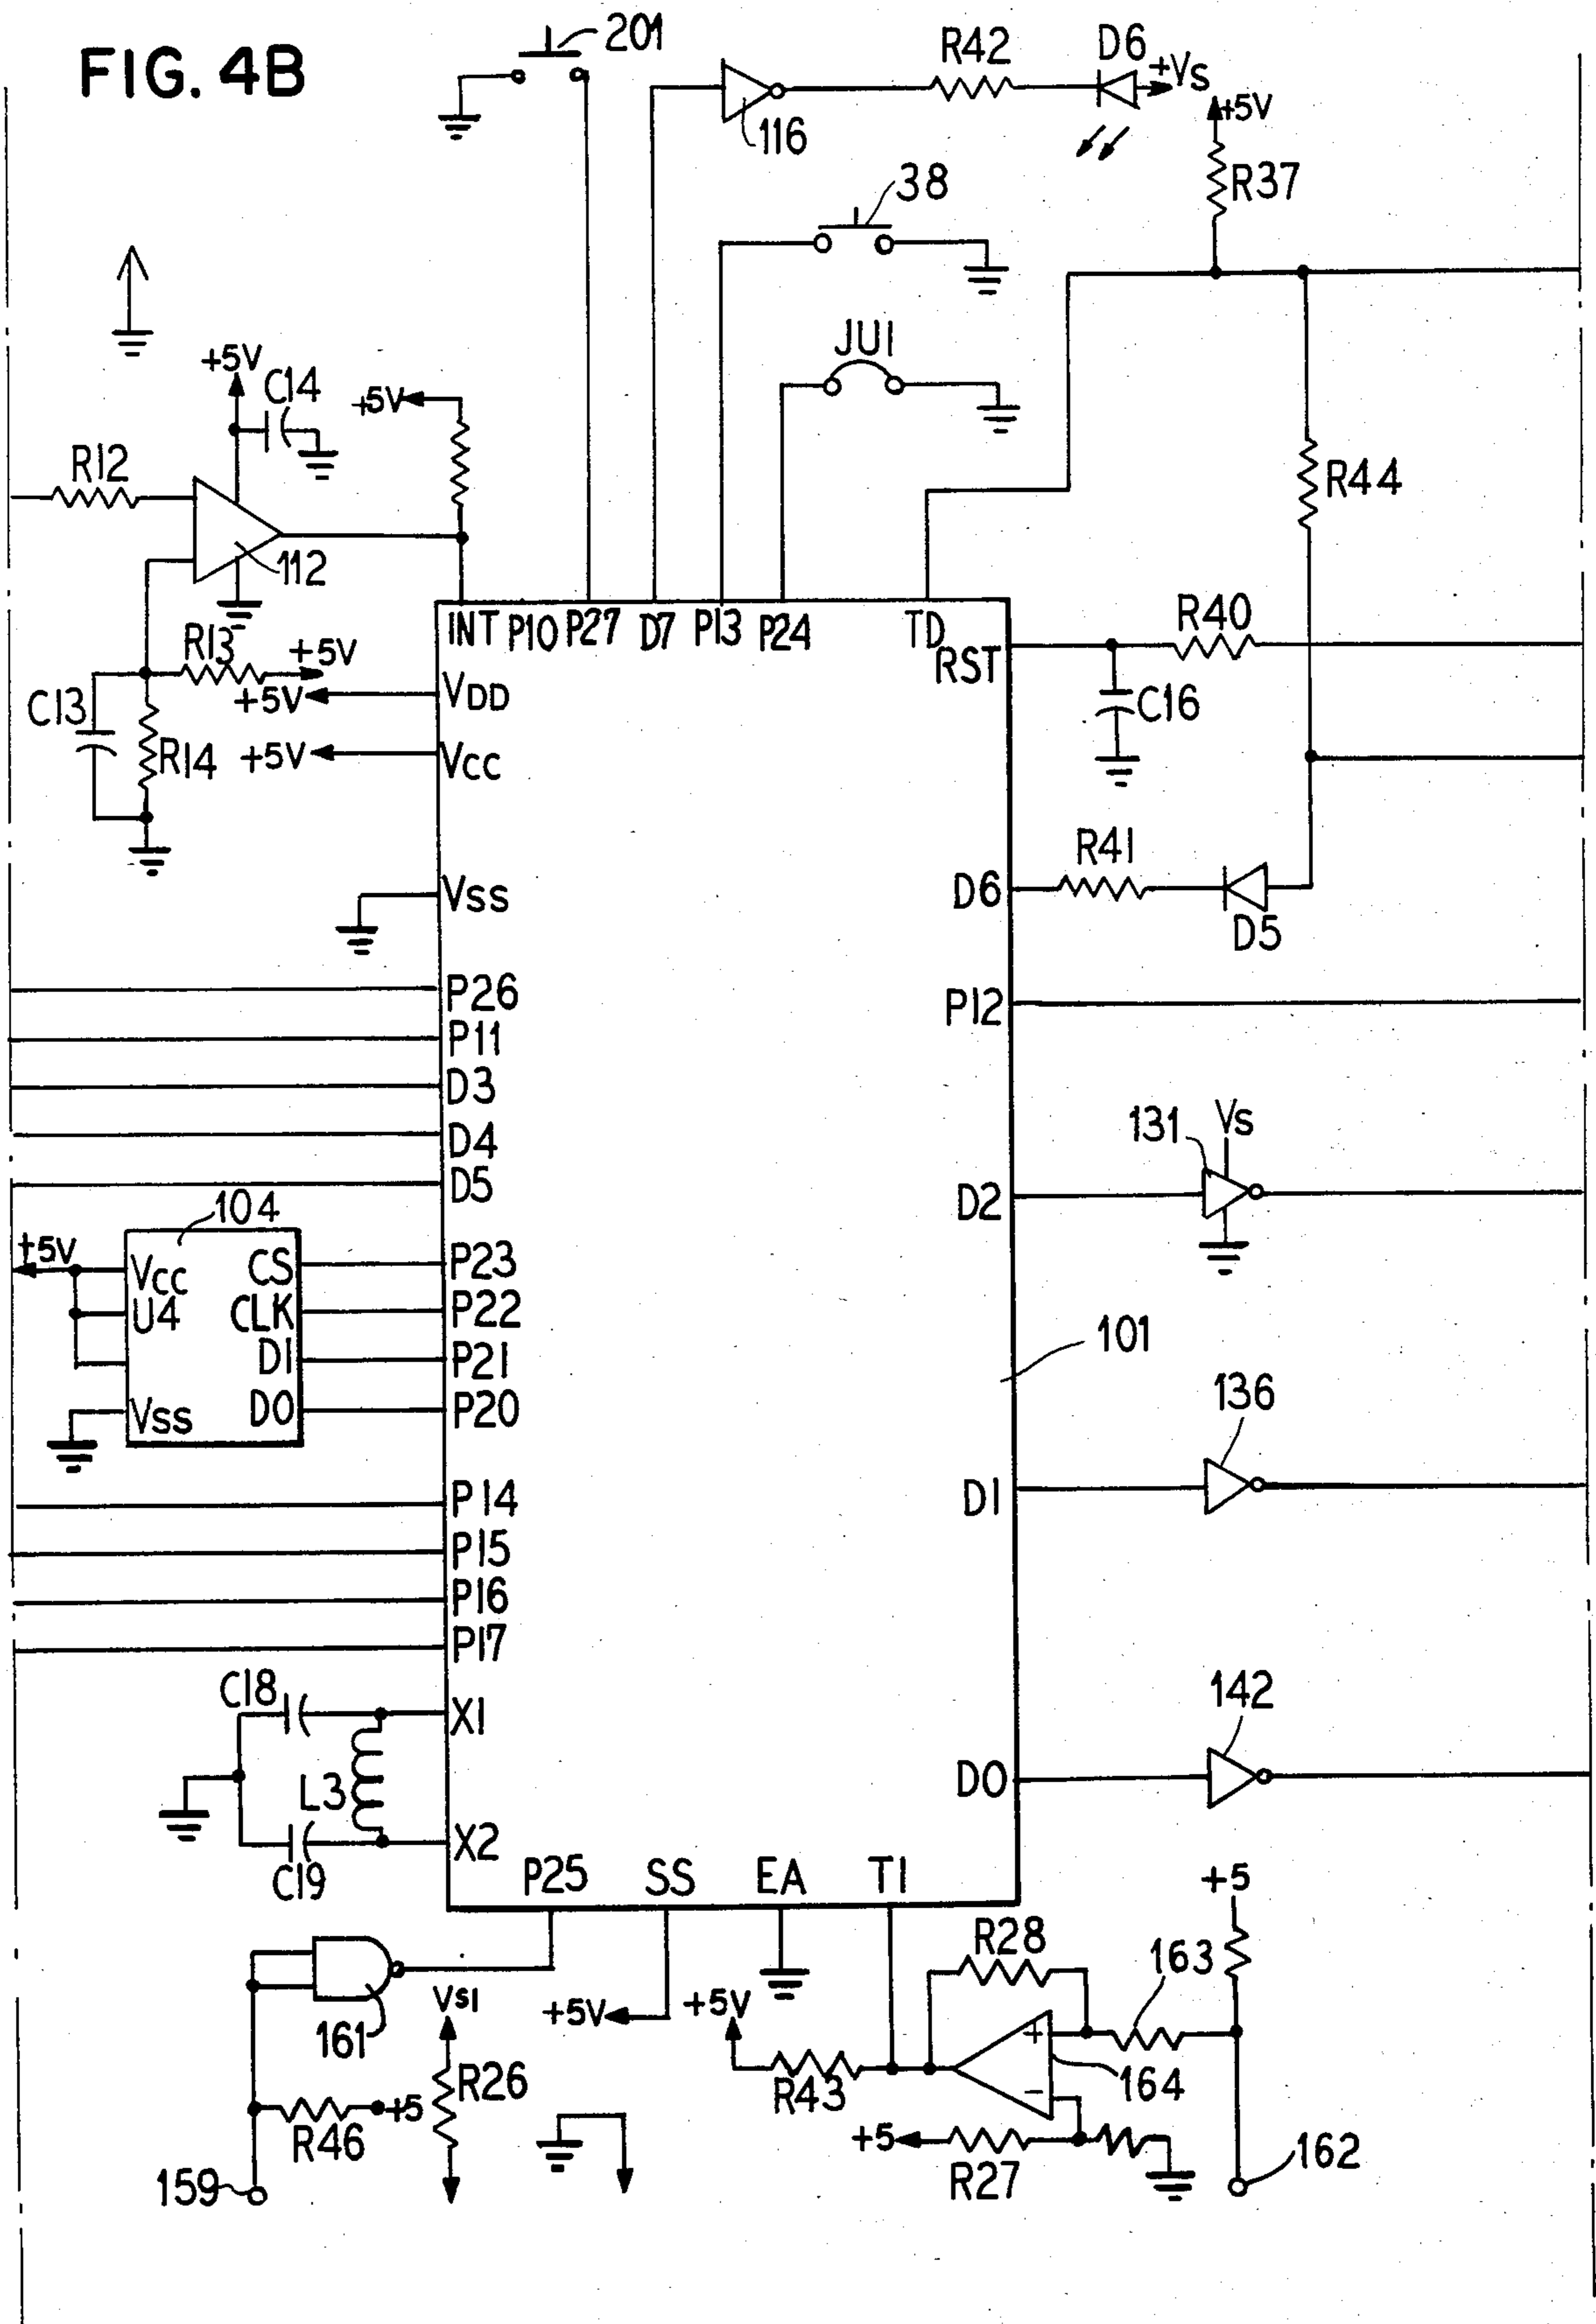 FIG. 4B
201
R42
D6
+Vs
116
+5V
R37
38
JU1
+5V
C14
+5V
R12
R44
112
INT P10 P27 D7 P13 P24 TD
RST
R40
R13
+5V
+5V
VDD
C13
C16
R14
+5V
VCC
R41
VSS
D6
D5
P26
P12
P11
D3
131
VS
D4
D5
D2
104
+5V
VCC
CS
P23
U4
CLK
P22
DI
P21
101
VSS
DO
P20
136
P14
D1
P15
P16
P17
C18
X1
142
L3
D0
X2
C19
P25 SS EA T1
+5
R28
163
VS1
+5V
+5V
161
+
R26
R43
164
-
+5
R46
+5
R27
162
159